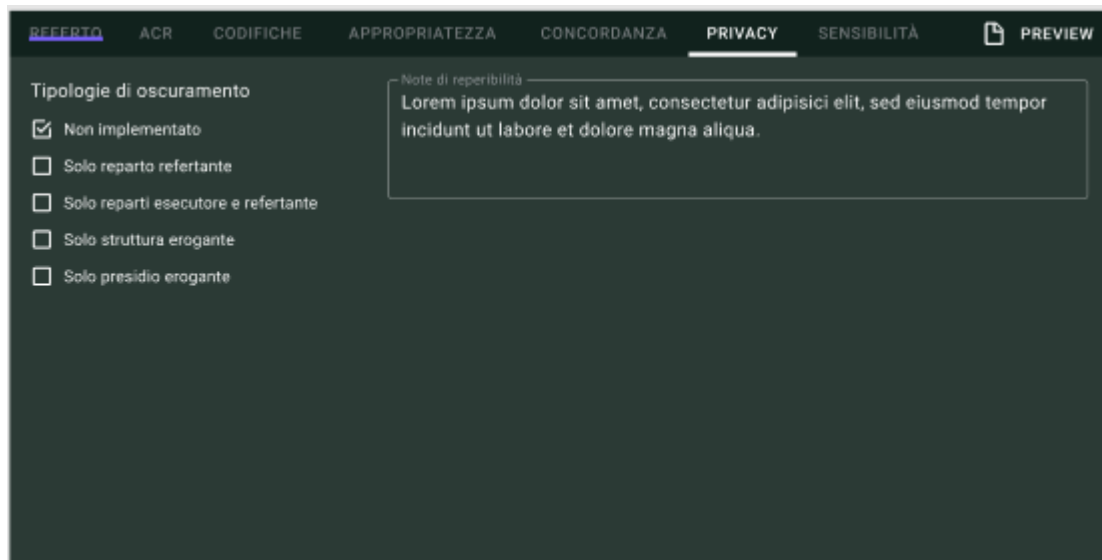 REFERTO ACR CODIFICHE APPROPRIATEZZA CONCORDANZA PRIVACY SENSIBILITÀ PREVIEW
Tipologie di oscuramento
Non implementato
Solo reparto refertante
Solo reparti esecutore e refertante
Solo struttura erogante
Solo presidio erogante
Note di reperibilità
Lorem ipsum dolor sit amet, consectetur adipisici elit, sed eiusmod tempor
incidunt ut labore et dolore magna aliqua.